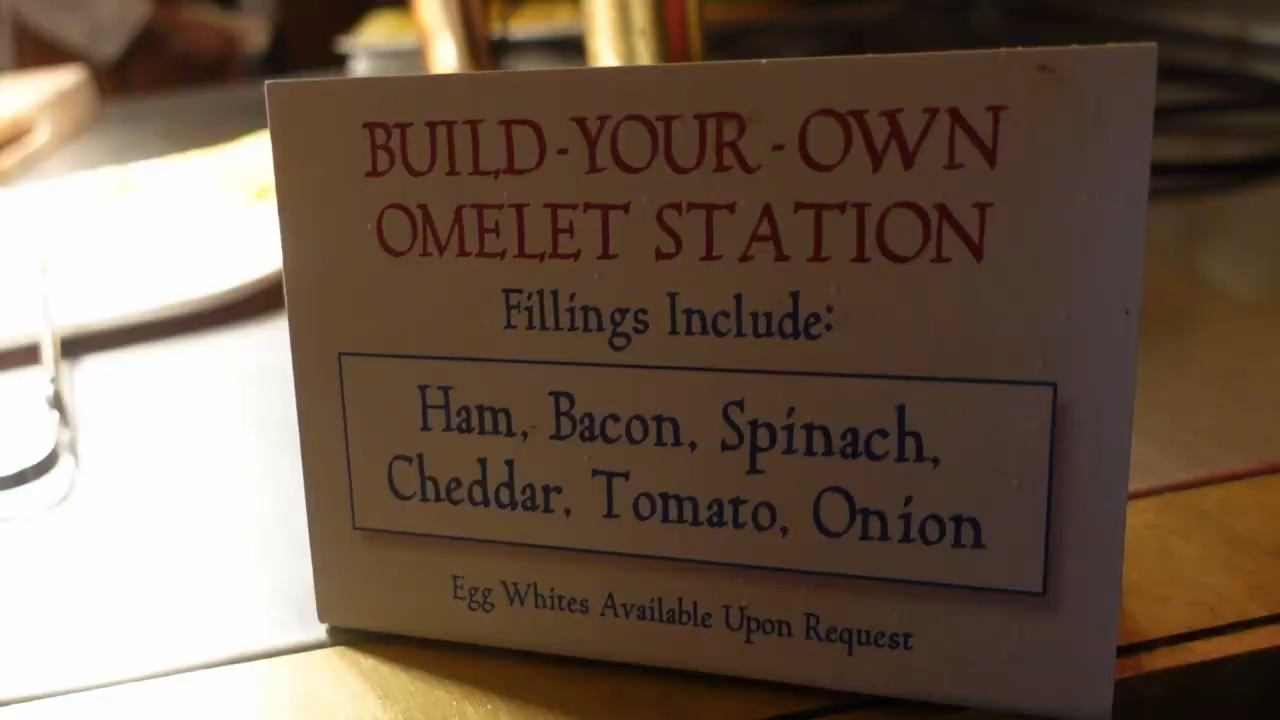 BUILD-YOUR-OWN
OMELET STATION
Fillings Include:
Ham, Bacon, Spinach,
Cheddar, Tomato, Onion
Egg Whites Available Upon Request